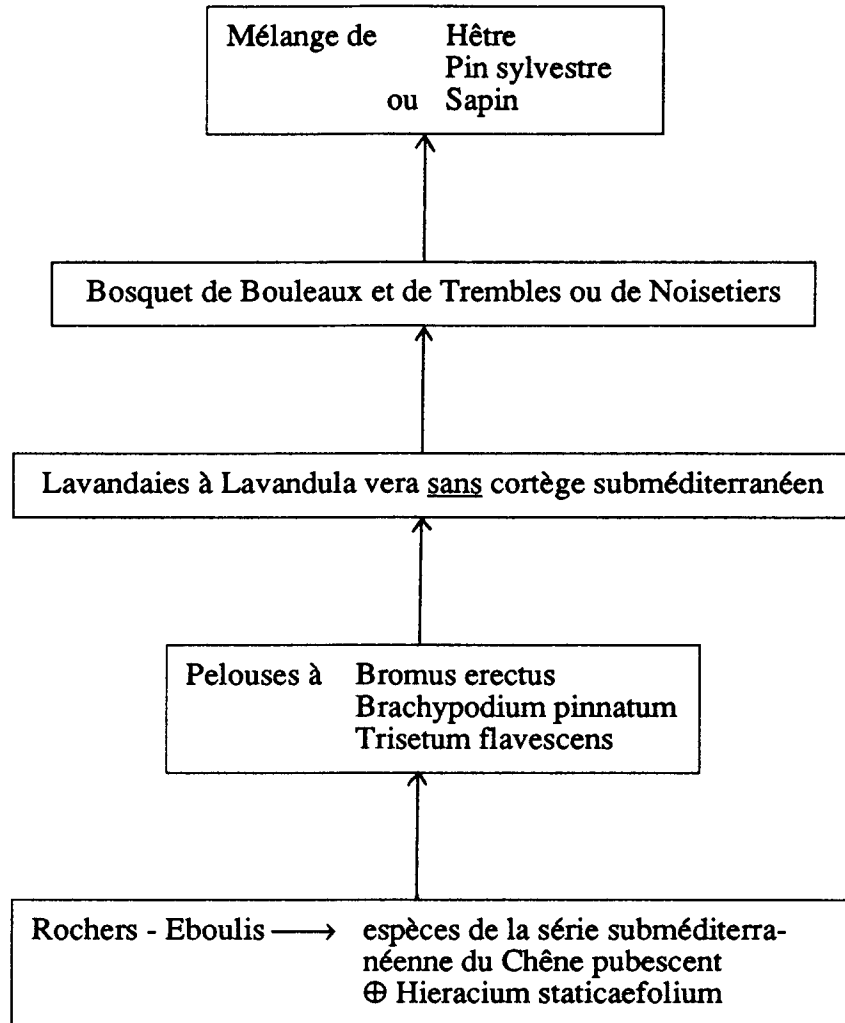 Mélange de Hêtre
Pin sylvestre
ou Sapin
Bosquet de Bouleaux et de Trembles ou de Noisetiers
Lavandaies à Lavandula vera sans cortège subméditerranéen
Pelouses à Bromus erectus
Brachypodium pinnatum
Trisetum flavescens
Rochers - Eboulis → espèces de la série subméditerra-
néenne du Chêne pubescent
⊕ Hieracium staticaefolium